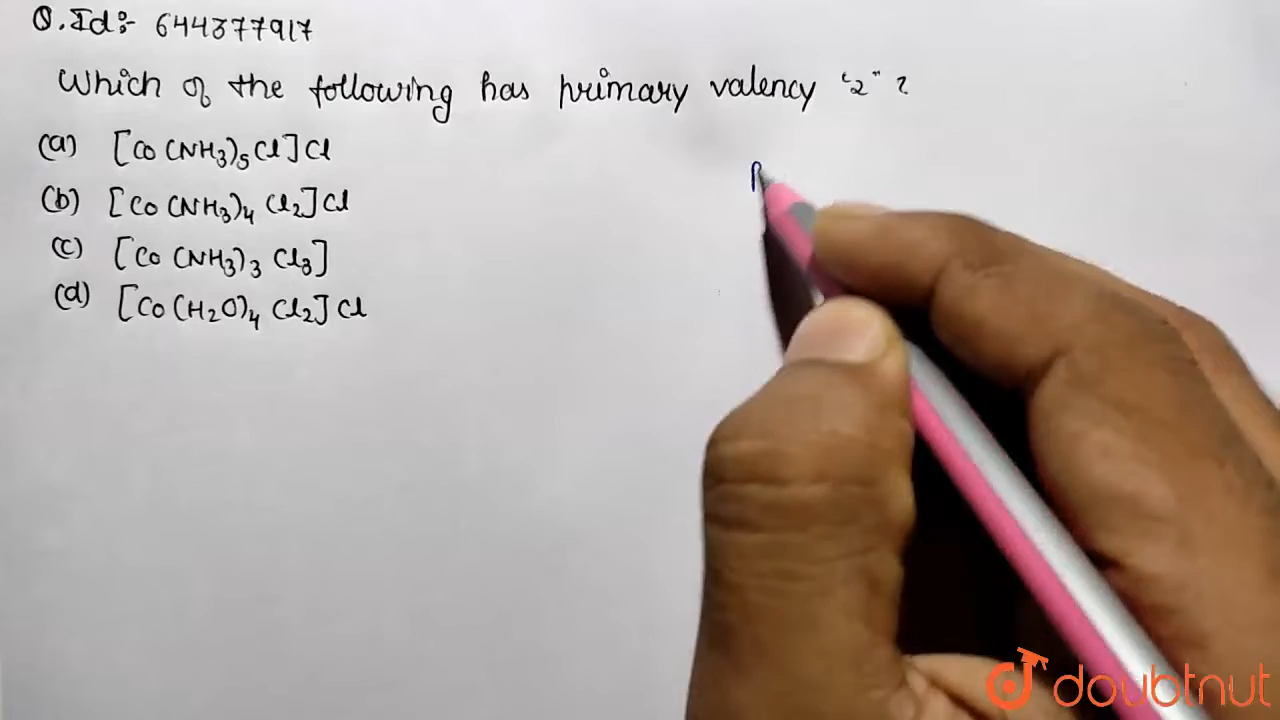 Q.Id:- 644377917
Which of the following has primary valency "2" ?
(a) [Co(NH3)5Cl]Cl
(b) [Co(NH3)4Cl2]Cl
(c) [Co(NH3)3Cl3]
(d) [Co(H2O)4Cl2]Cl
doubtnut